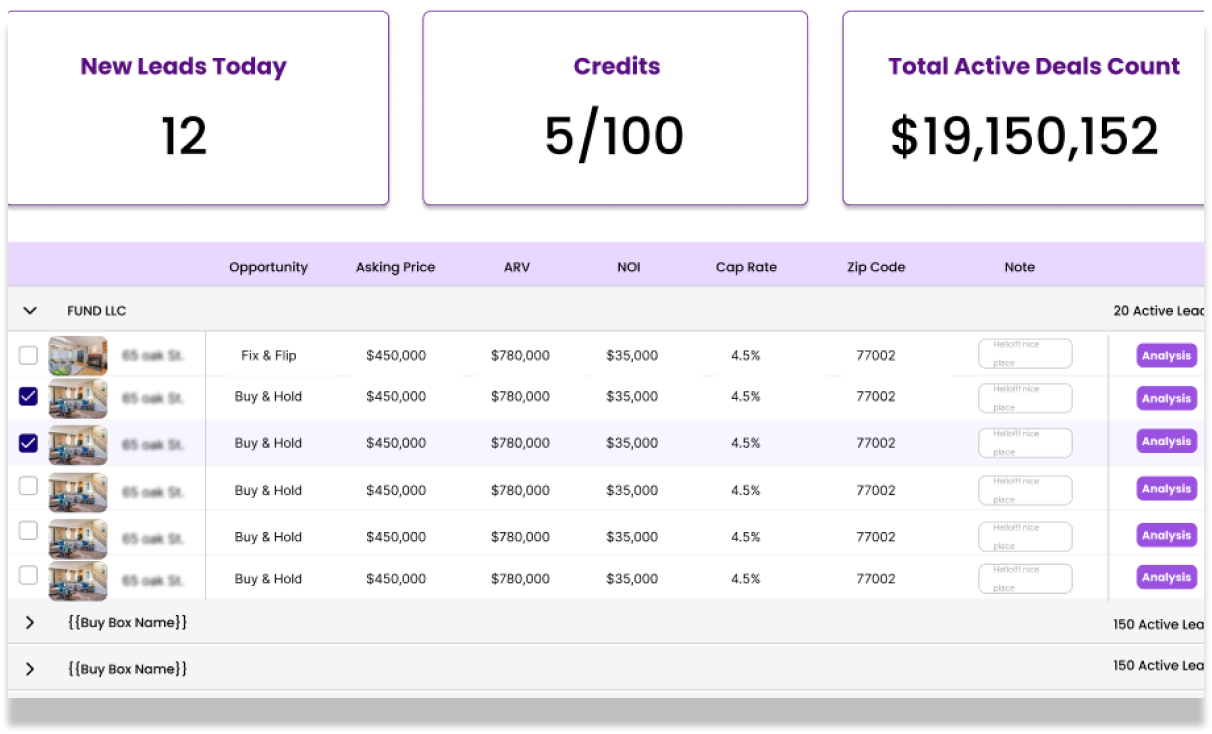 New Leads Today
12
Credits
5/100
Total Active Deals Count
$19,150,152
Opportunity Asking Price ARV NOI Cap Rate Zip Code Note
FUND LLC 20 Active
65 oak St. Fix & Flip $450,000 $780,000 $35,000 4.5% 77002 Hello!!! nice place Analysis
65 oak St. Buy & Hold $450,000 $780,000 $35,000 4.5% 77002 Hello!!! nice place Analysis
65 oak St. Buy & Hold $450,000 $780,000 $35,000 4.5% 77002 Hello!!! nice place Analysis
65 oak St. Buy & Hold $450,000 $780,000 $35,000 4.5% 77002 Hello!!! nice place Analysis
65 oak St. Buy & Hold $450,000 $780,000 $35,000 4.5% 77002 Hello!!! nice place Analysis
65 oak St. Buy & Hold $450,000 $780,000 $35,000 4.5% 77002 Hello!!! nice place Analysis
{{Buy Box Name}} 150 Active
{{Buy Box Name}} 150 Active